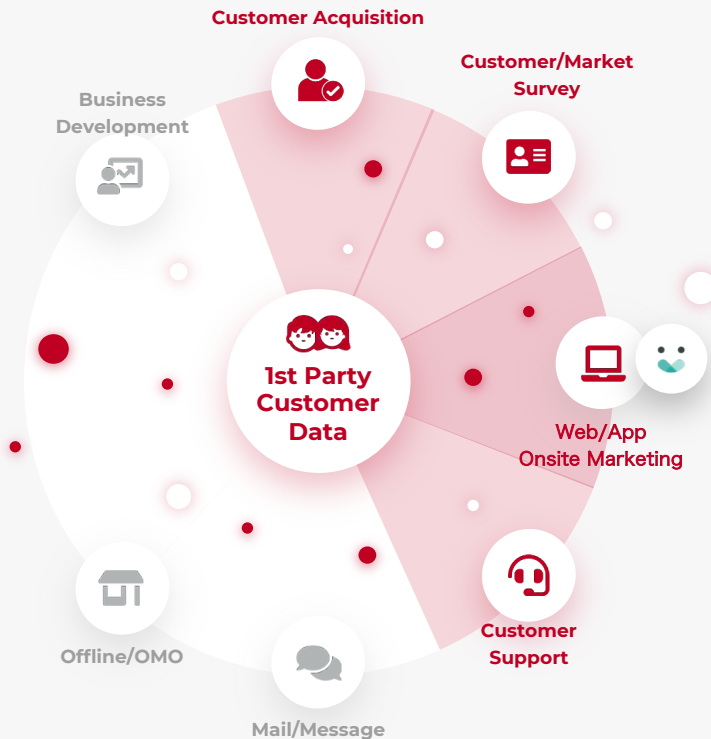 Customer Acquisition
Customer/Market
Survey
Business
Development
1st Party
Customer
Data
Web/App
Onsite Marketing
Customer
Support
Offline/OMO
Mail/Message